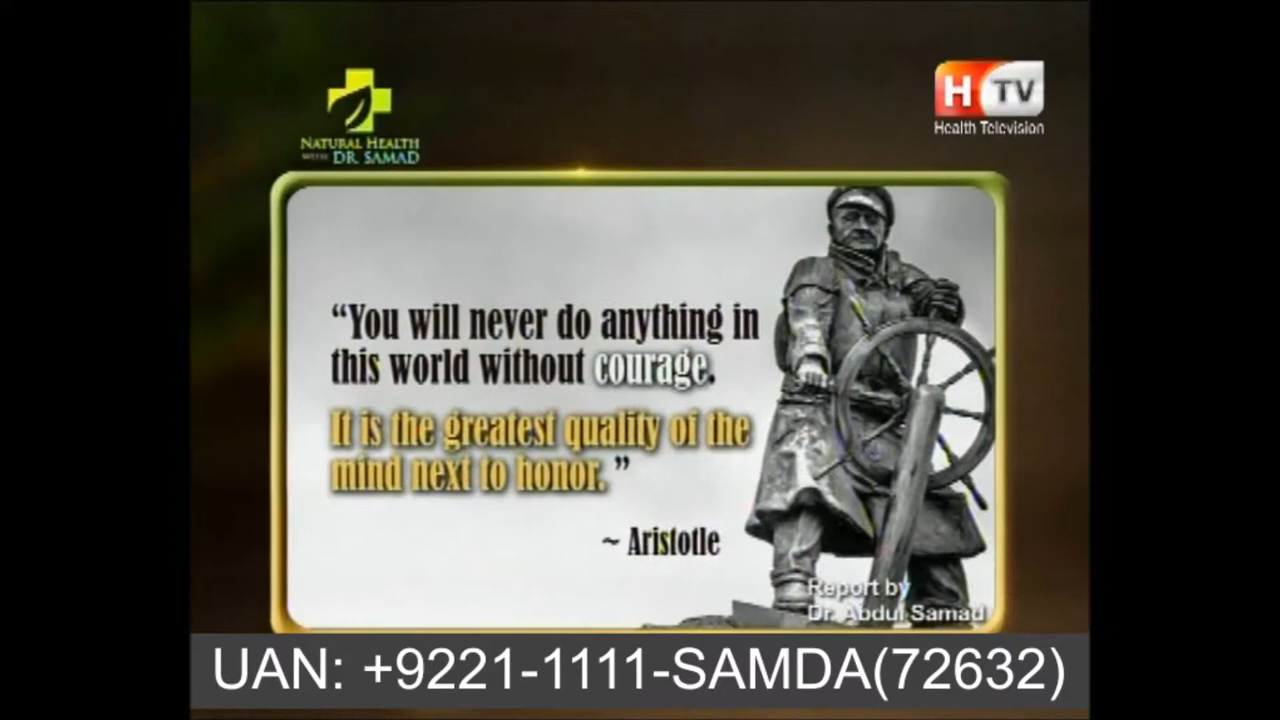 NATURAL HEALTH
WITH DR. SAMAD
H TV
Health Television
“You will never do anything in
this world without courage.
It is the greatest quality of the
mind next to honor.”
~ Aristotle
Report by
Dr. Abdul Samad
UAN: +9221-1111-SAMDA(72632)